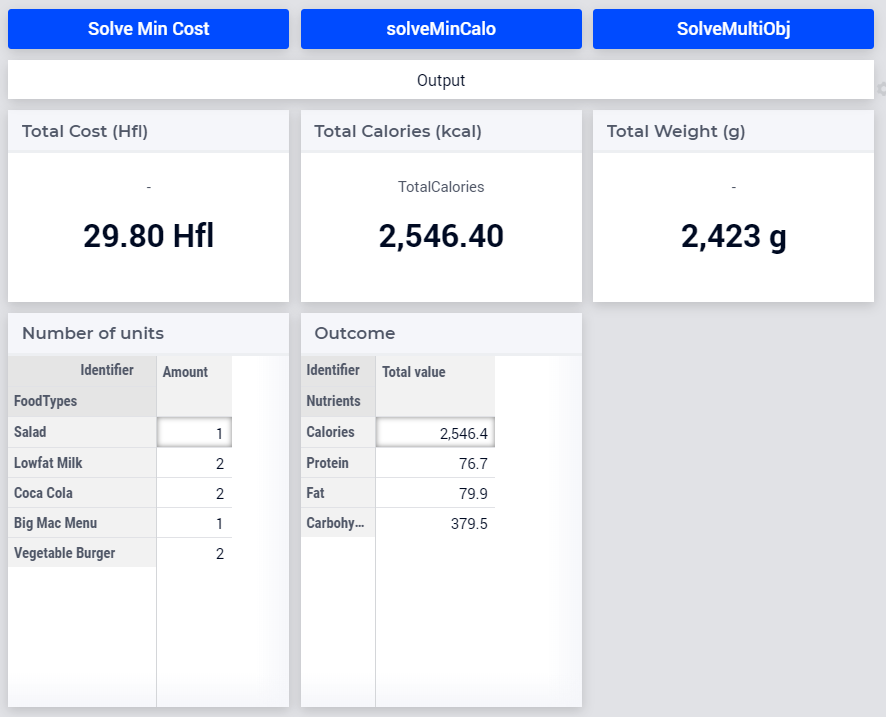 Solve Min Cost
solveMinCalo
SolveMultiObj
Output
Total Cost (Hfl)
Total Calories (kcal)
Total Weight (g)
-
TotalCalories
-
29.80 Hfl
2,546.40
2,423 g
Number of units
Outcome
Identifier Amount
FoodTypes
Salad 1
Lowfat Milk 2
Coca Cola 2
Big Mac Menu 1
Vegetable Burger 2
Identifier Total value
Nutrients
Calories 2,546.4
Protein 76.7
Fat 79.9
Carbohy... 379.5